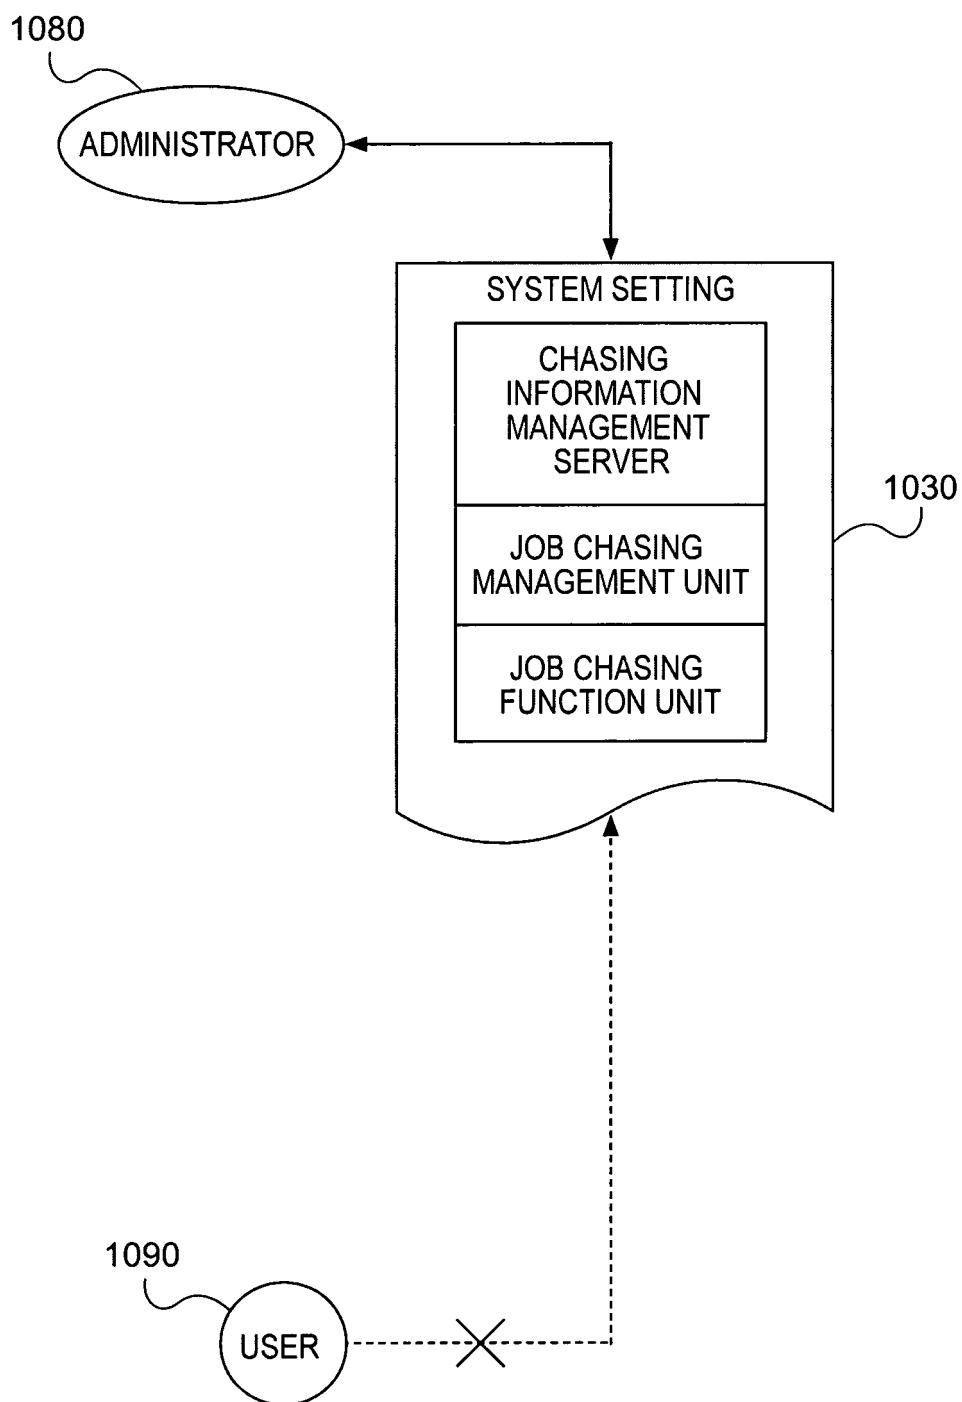 1080
ADMINISTRATOR
SYSTEM SETTING
CHASING
INFORMATION
MANAGEMENT
SERVER
1030
JOB CHASING
MANAGEMENT UNIT
JOB CHASING
FUNCTION UNIT
1090
USER